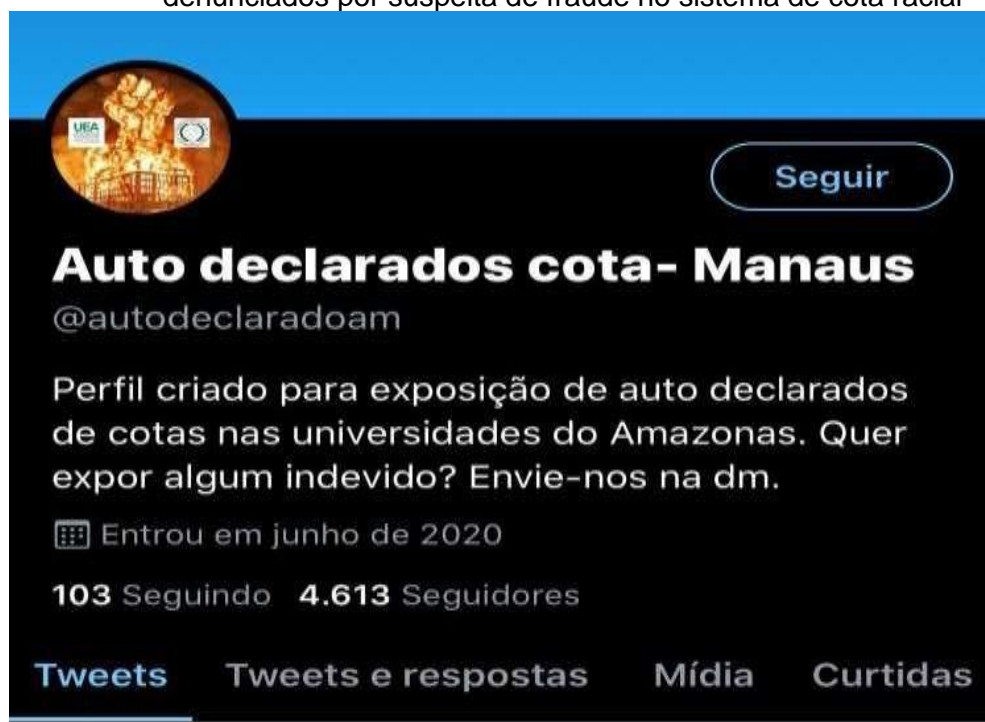 denunciados por suspeita de fraude no sistema de cota racial
UEA
Seguir
Auto declarados cota- Manaus
@autodeclaradoam
Perfil criado para exposição de auto declarados
de cotas nas universidades do Amazonas. Quer
expor algum indevido? Envie-nos na dm.
Entrou em junho de 2020
103 Seguindo 4.613 Seguidores
Tweets Tweets e respostas Mídia Curtidas